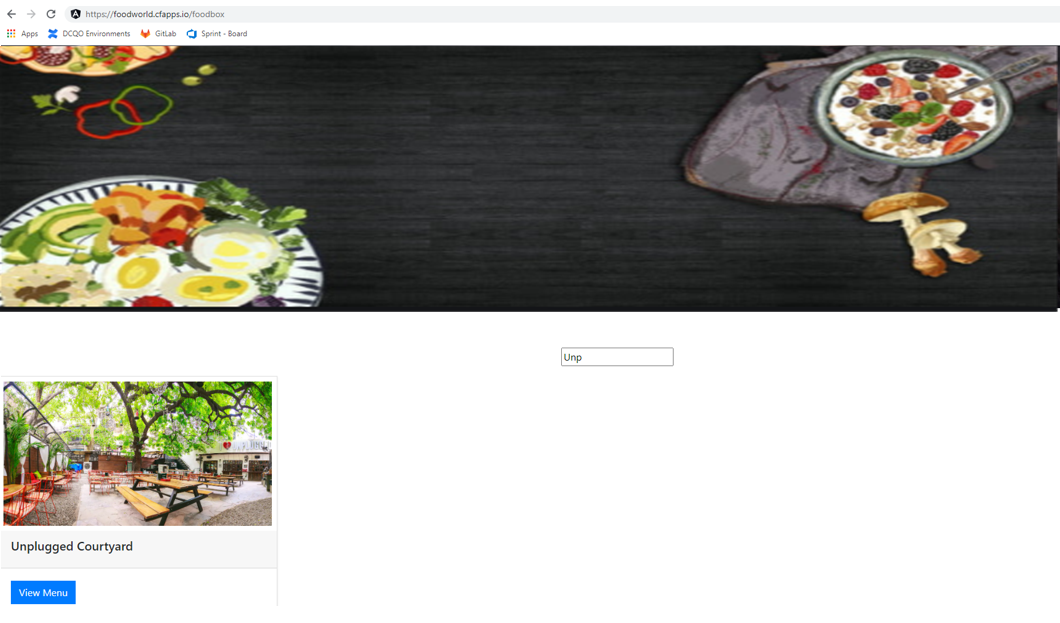 https://foodworld.cfapps.io/foodbox
Apps DCQO Environments GitLab Sprint - Board
Unp
Unplugged Courtyard
View Menu